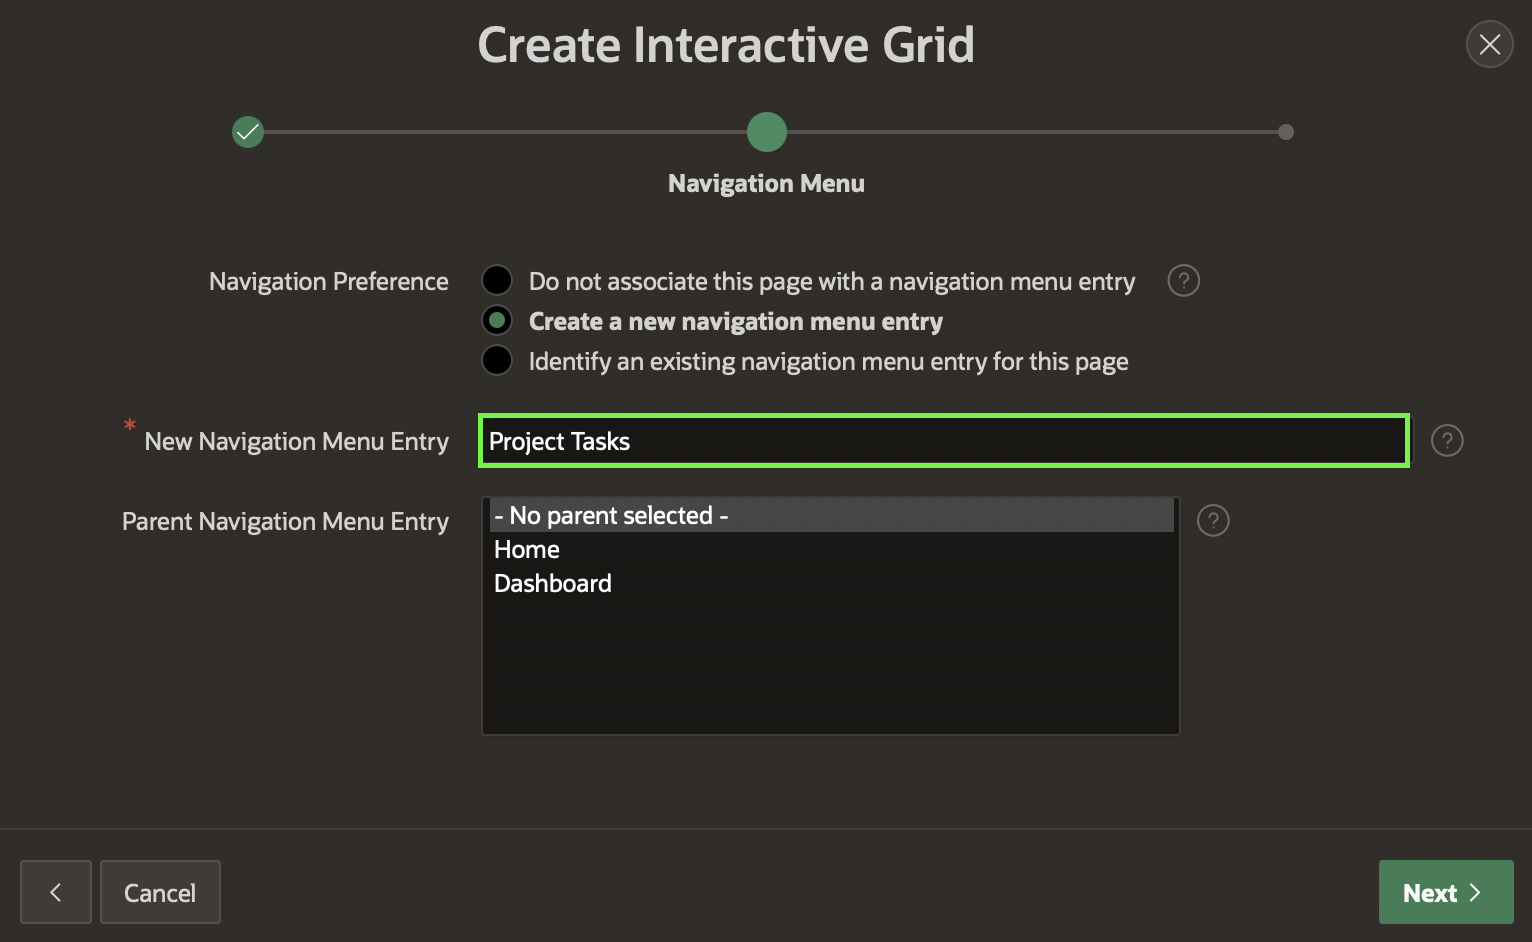 Create Interactive Grid
Navigation Menu
Navigation Preference
Do not associate this page with a navigation menu entry
?
Create a new navigation menu entry
Identify an existing navigation menu entry for this page
* New Navigation Menu Entry
Project Tasks
?
Parent Navigation Menu Entry
- No parent selected -
?
Home
Dashboard
Cancel
Next